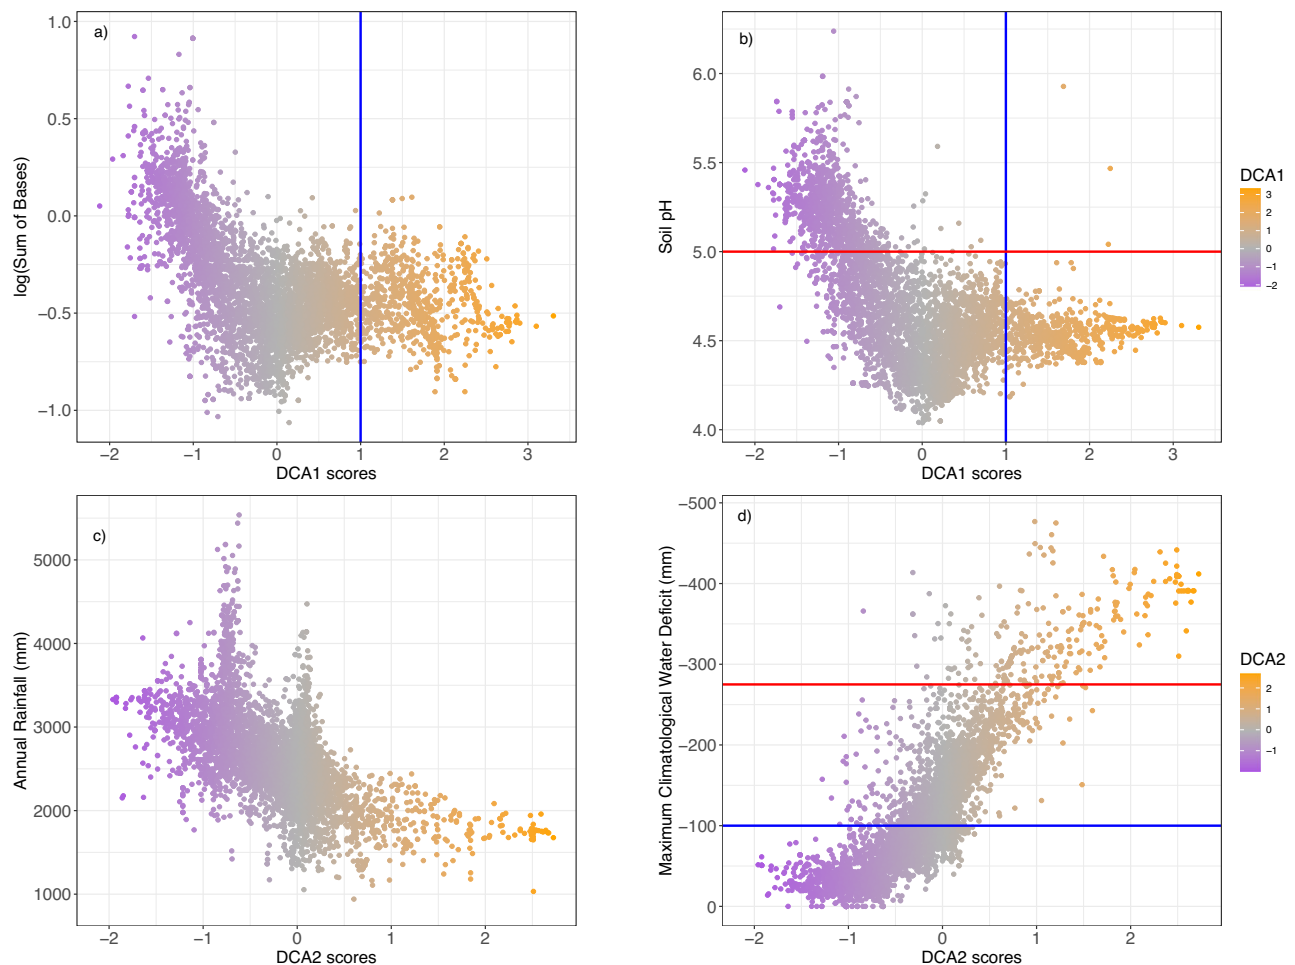 a)
1.0
0.5
0.0
−0.5
−1.0
log(Sum of Bases)
−2 −1 0 1 2 3
DCA1 scores
b)
6.0
5.5
5.0
4.5
4.0
Soil pH
−2 −1 0 1 2 3
DCA1 scores
DCA1
3
2
1
0
−1
−2
c)
5000
4000
3000
2000
1000
Annual Rainfall (mm)
−2 −1 0 1 2
DCA2 scores
d)
−500
−400
−300
−200
−100
0
Maximum Climatological Water Deficit (mm)
−2 −1 0 1 2
DCA2 scores
DCA2
2
1
0
−1